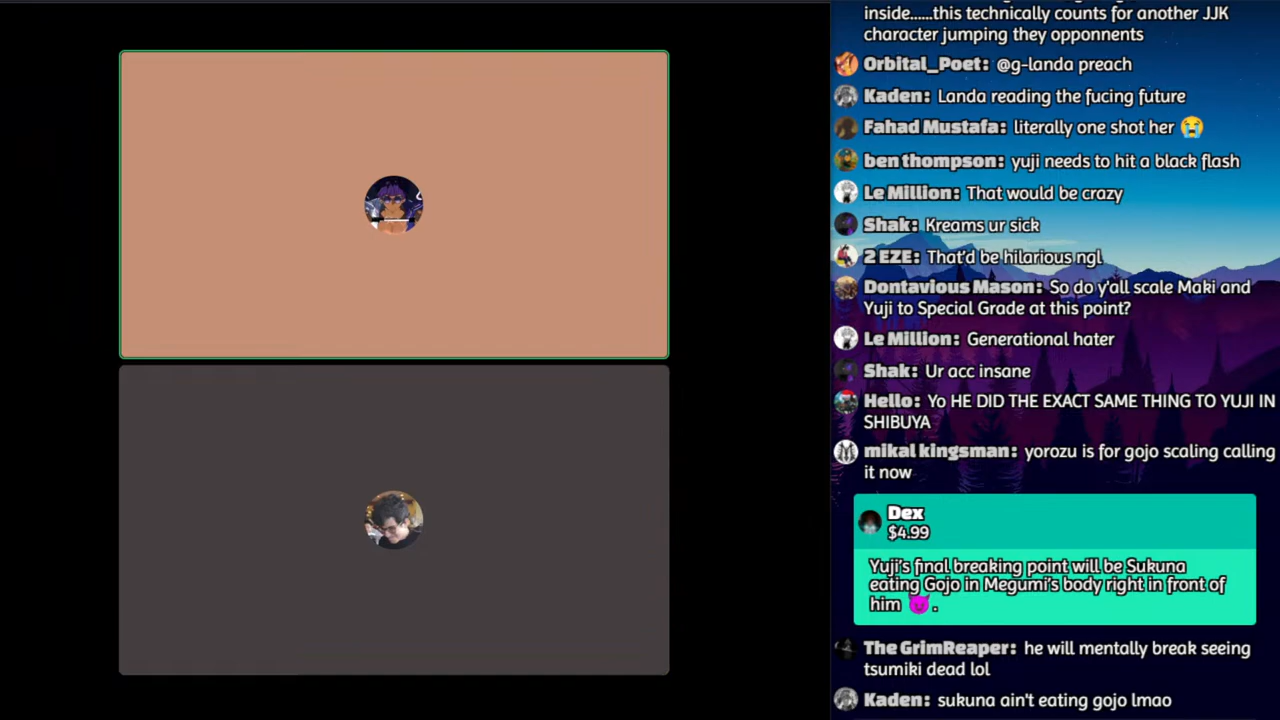 inside......this technically counts for another JJK
character jumping they opponnents
Orbital_Poet: @g-landa preach
Kaden: Landa reading the fucing future
Fahad Mustafa: literally one shot her 😭
ben thompson: yuji needs to hit a black flash
Le Million: That would be crazy
Shak: Kreams ur sick
2 EZE: That'd be hilarious ngl
Dontavious Mason: So do y'all scale Maki and
Yuji to Special Grade at this point?
Le Million: Generational hater
Shak: Ur acc insane
Hello: Yo HE DID THE EXACT SAME THING TO YUJI IN
SHIBUYA
mikal kingsman: yorozu is for gojo scaling calling
it now
Dex
$4.99
Yuji's final breaking point will be Sukuna
eating Gojo in Megumi's body right in front of
him 😈.
The GrimReaper: he will mentally break seeing
tsumiki dead lol
Kaden: sukuna ain't eating gojo lmao